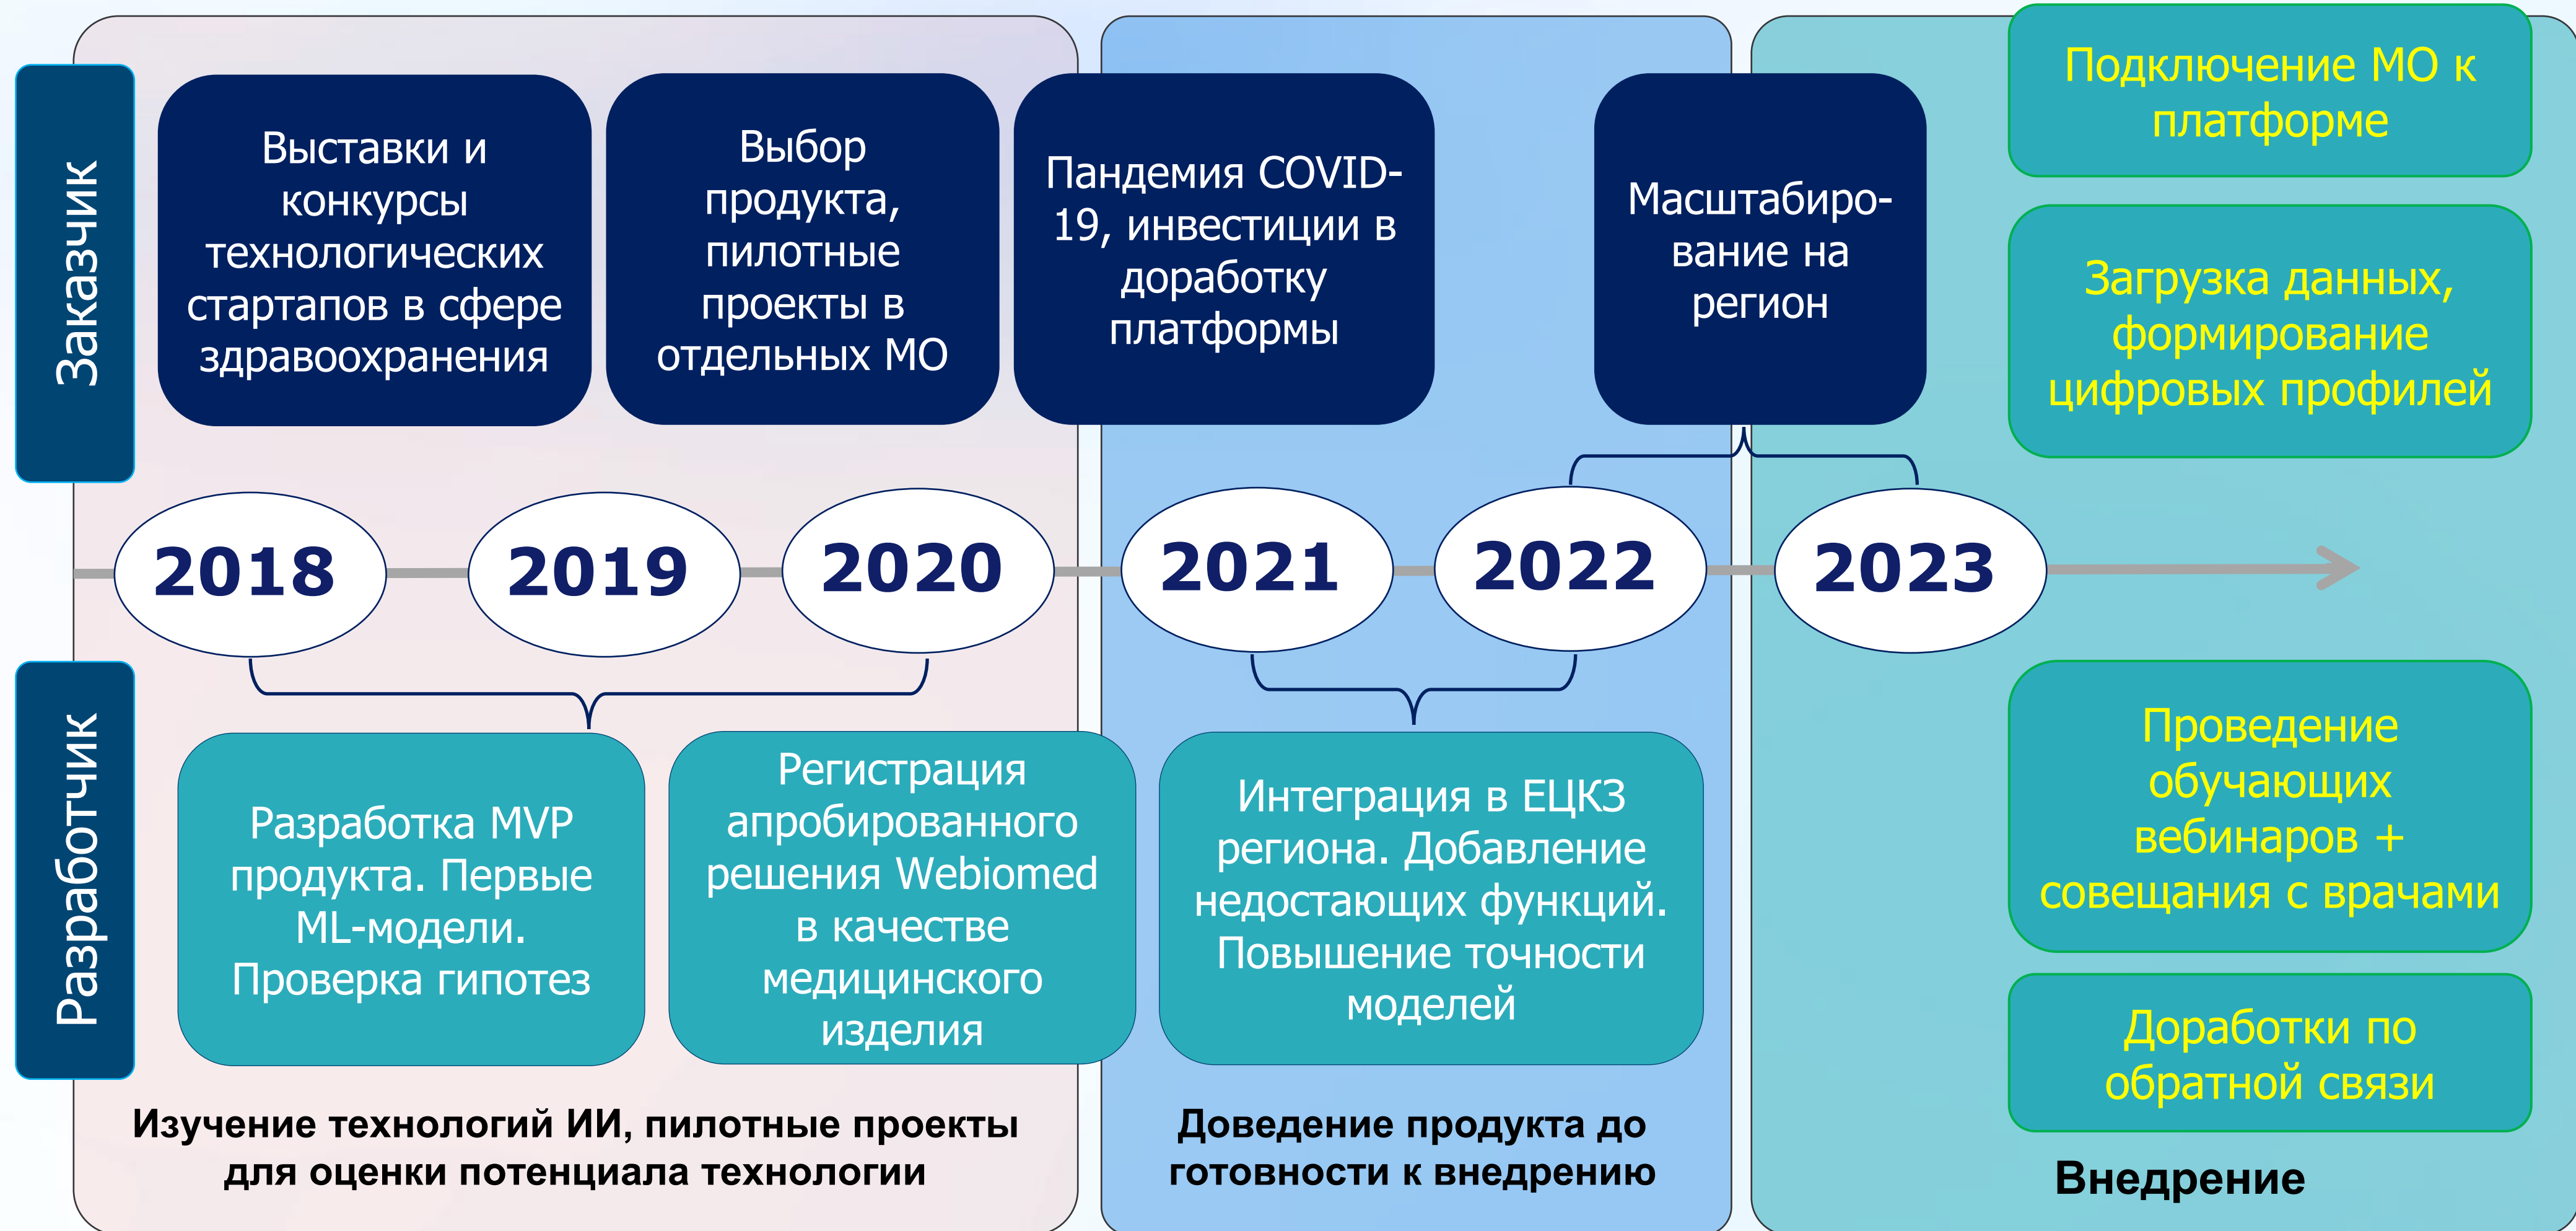 Заказчик
Выставки и
конкурсы
технологических
стартапов в сфере
здравоохранения
Выбор
продукта,
пилотные
проекты в
отдельных МО
Пандемия COVID-
19, инвестиции в
доработку
платформы
Масштабиро-
вание на
регион
Подключение МО к
платформе
Загрузка данных,
формирование
цифровых профилей
2018
2019
2020
2021
2022
2023
Разработчик
Разработка MVP
продукта. Первые
ML-модели.
Проверка гипотез
Регистрация
апробированного
решения Webiomed
в качестве
медицинского
изделия
Интеграция в ЕЦКЗ
региона. Добавление
недостающих функций.
Повышение точности
моделей
Проведение
обучающих
вебинаров +
совещания с врачами
Доработки по
обратной связи
Изучение технологий ИИ, пилотные проекты
для оценки потенциала технологии
Доведение продукта до
готовности к внедрению
Внедрение